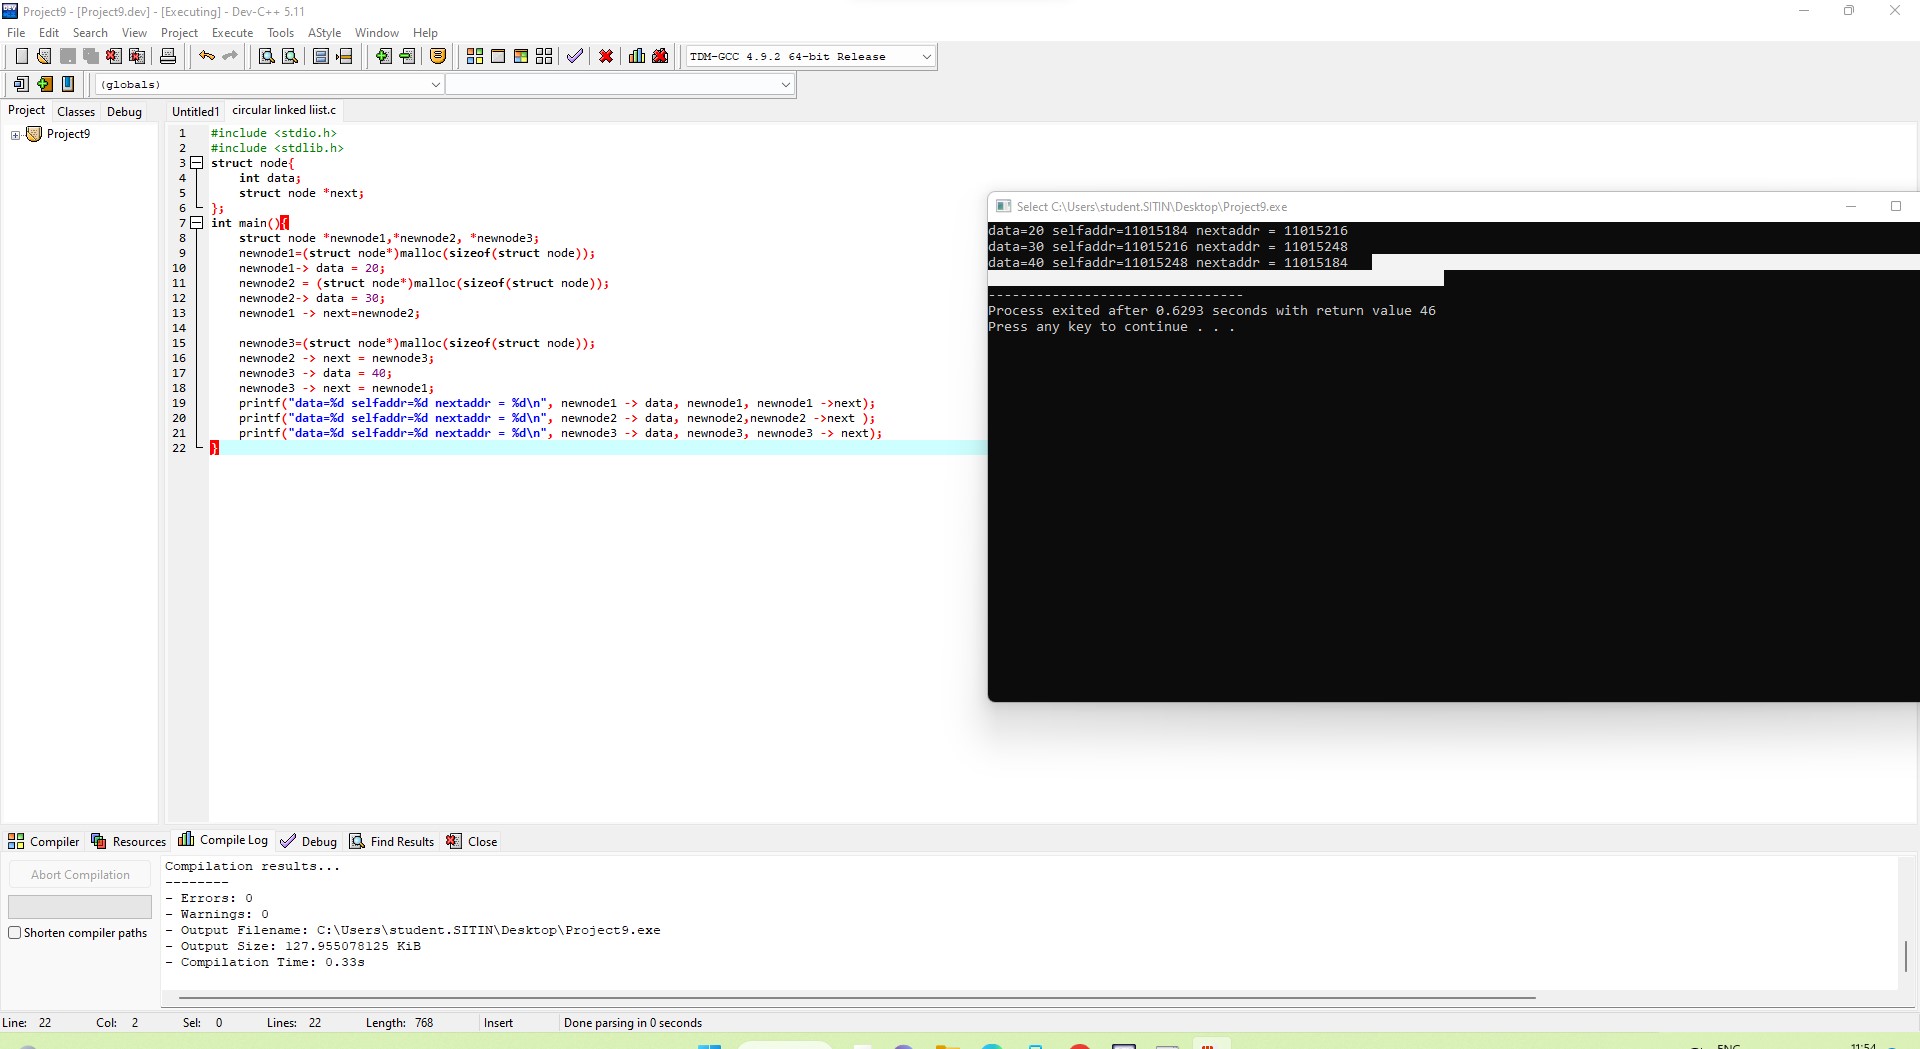 Project9 - [Project9.dev] - [Executing] - Dev-C++ 5.11
File Edit Search View Project Execute Tools AStyle Window Help
TDM-GCC 4.9.2 64-bit Release
(globals)
Project Classes Debug
Untitled1 circular linked liist.c
Project9
1 #include <stdio.h>
2 #include <stdlib.h>
3 struct node{
4 int data;
5 struct node *next;
6 };
7 int main(){
8 struct node *newnode1,*newnode2, *newnode3;
9 newnode1=(struct node*)malloc(sizeof(struct node));
10 newnode1-> data = 20;
11 newnode2 = (struct node*)malloc(sizeof(struct node));
12 newnode2-> data = 30;
13 newnode1 -> next=newnode2;
14
15 newnode3=(struct node*)malloc(sizeof(struct node));
16 newnode2 -> next = newnode3;
17 newnode3 -> data = 40;
18 newnode3 -> next = newnode1;
19 printf("data=%d selfaddr=%d nextaddr = %d\n", newnode1 -> data, newnode1, newnode1 ->next);
20 printf("data=%d selfaddr=%d nextaddr = %d\n", newnode2 -> data, newnode2,newnode2 ->next );
21 printf("data=%d selfaddr=%d nextaddr = %d\n", newnode3 -> data, newnode3, newnode3 -> next);
22 }
Select C:\Users\student.SITIN\Desktop\Project9.exe
data=20 selfaddr=11015184 nextaddr = 11015216
data=30 selfaddr=11015216 nextaddr = 11015248
data=40 selfaddr=11015248 nextaddr = 11015184
--------------------------------
Process exited after 0.6293 seconds with return value 46
Press any key to continue . . .
Compiler Resources Compile Log Debug Find Results Close
Abort Compilation
Shorten compiler paths
Compilation results...
--------
- Errors: 0
- Warnings: 0
- Output Filename: C:\Users\student.SITIN\Desktop\Project9.exe
- Output Size: 127.955078125 KiB
- Compilation Time: 0.33s
Line: 22 Col: 2 Sel: 0 Lines: 22 Length: 768 Insert Done parsing in 0 seconds
ENG 11:54